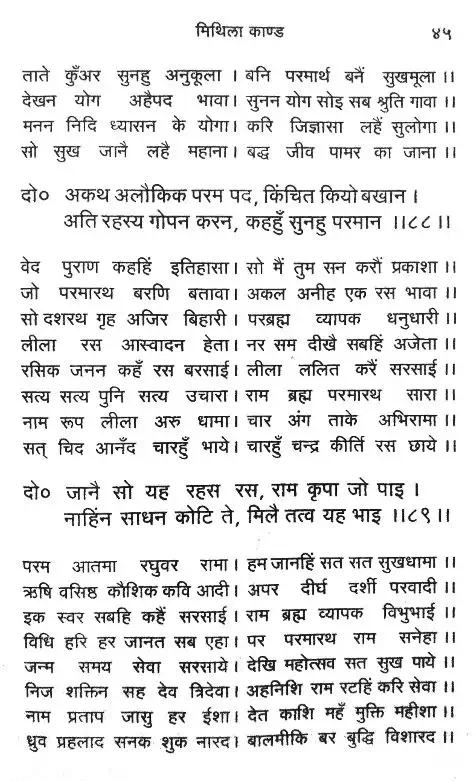 मिथिला काण्ड ४५
ताते कुँअर सुनहु अनुकूला । बनि परमार्थ बनैं सुखमूला ।।
देखन योग अहैपद भावा । सुनन योग सोइ सब श्रुति गावा ।।
मनन निदि ध्यासन के योगा । करि जिज्ञासा लहैं सुलोगा ।।
सो सुख जानै लहै महाना । बद्ध जीव पामर का जाना ।।
दो० अकथ अलौकिक परम पद, किंचित कियो बखान ।
अति रहस्य गोपन करन, कहहुँ सुनहु परमान ।।८८।।
वेद पुराण कहहिं इतिहासा । सो मैं तुम सन करौं प्रकाशा ।।
जो परमारथ बरणि बतावा । अकल अनीह एक रस भावा ।।
सो दशरथ गृह अजिर बिहारी । परब्रह्म व्यापक धनुधारी ।।
लीला रस आस्वादन हेता । नर सम दीखै सबहिं अजेता ।।
रसिक जनन कहँ रस बरसाई । लीला ललित करैं सरसाई ।।
सत्य सत्य पुनि सत्य उचारा । राम ब्रह्म परमारथ सारा ।।
नाम रूप लीला अरु धामा । चार अंग ताके अभिरामा ।।
सत् चिद आनँद चारहुँ भाये । चारहुँ चन्द्र कीर्ति रस छाये ।।
दो० जानै सो यह रहस रस, राम कृपा जो पाइ ।
नाहिंन साधन कोटि ते, मिलै तत्व यह भाइ ।।८९।।
परम आतमा रघुवर रामा । हम जानहिं सत सत सुखधामा ।।
ऋषि वसिष्ठ कौशिक कवि आदी । अपर दीर्घ दर्शी परवादी ।।
इक स्वर सबहि कहैं सरसाई । राम ब्रह्म व्यापक विभुभाई ।।
विधि हरि हर जानत सब एहा । पर परमारथ राम सनेहा ।।
जन्म समय सेवा सरसाये । देखि महोत्सव सत सुख पाये ।।
निज शक्तिन सह देव त्रिदेवा । अहनिशि राम रटहिं करि सेवा ।।
नाम प्रताप जासु हर ईशा । देत काशि महँ मुक्ति महीशा ।।
ध्रुव प्रहलाद सनक शुक नारद । बालमीकि बर बुद्धि विशारद ।।